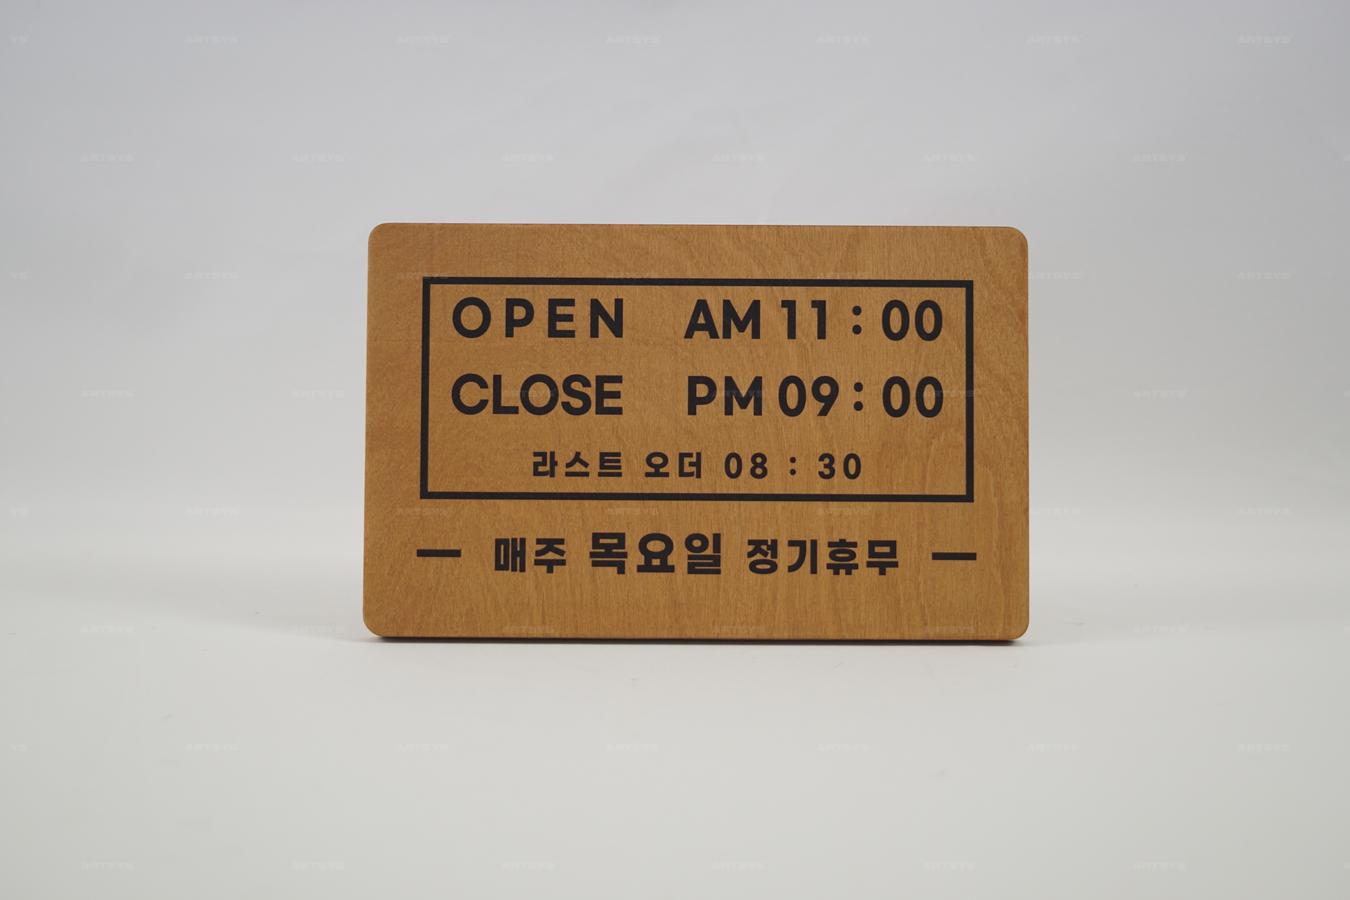 OPEN AM 11 : 00
CLOSE PM 09 : 00
라스트 오더 08 : 30
— 매주 목요일 정기휴무 —
ARTSYS